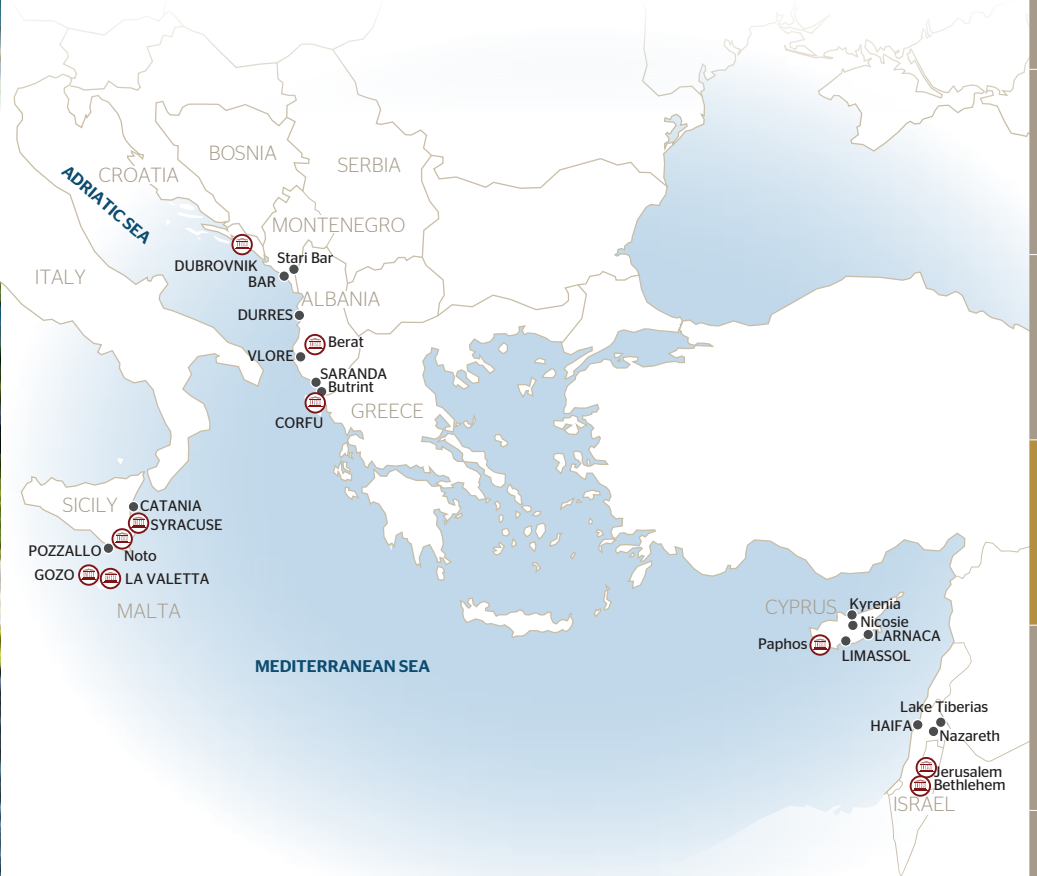 BOSNIA
SERBIA
CROATIA
ADRIATIC SEA
MONTENEGRO
DUBROVNIK
Stari Bar
BAR
ITALY
ALBANIA
DURRES
Berat
VLORE
SARANDA
Butrint
GREECE
CORFU
SICILY
CATANIA
SYRACUSE
POZZALLO
Noto
GOZO
LA VALETTA
MALTA
MEDITERRANEAN SEA
CYPRUS
Kyrenia
Nicosie
LARNACA
Paphos
LIMASSOL
Lake Tiberias
HAIFA
Nazareth
Jerusalem
Bethlehem
ISRAEL